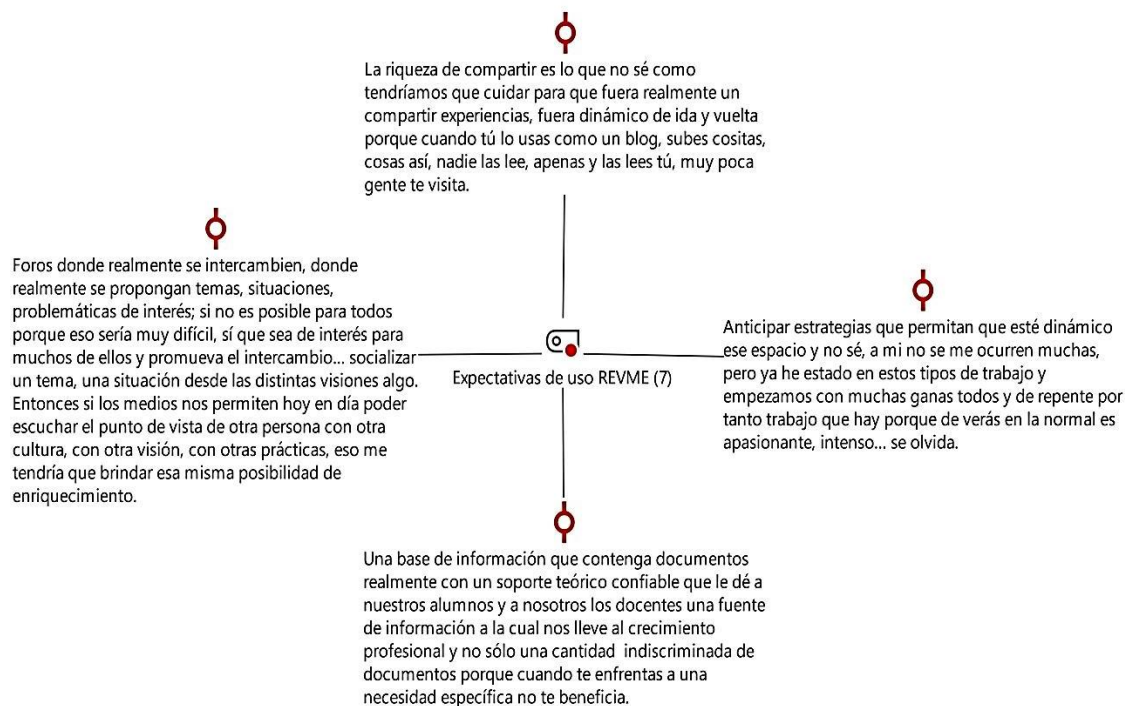 La riqueza de compartir es lo que no sé como
tendríamos que cuidar para que fuera realmente un
compartir experiencias, fuera dinámico de ida y vuelta
porque cuando tú lo usas como un blog, subes cositas,
cosas así, nadie las lee, apenas y las lees tú, muy poca
gente te visita.
Foros donde realmente se intercambien, donde
realmente se propongan temas, situaciones,
problemáticas de interés; si no es posible para todos
porque eso sería muy difícil, sí que sea de interés para
muchos de ellos y promueva el intercambio... socializar
un tema, una situación desde las distintas visiones algo.
Entonces si los medios nos permiten hoy en día poder
escuchar el punto de vista de otra persona con otra
cultura, con otra visión, con otras prácticas, eso me
tendría que brindar esa misma posibilidad de
enriquecimiento.
Expectativas de uso REVME (7)
Anticipar estrategias que permitan que esté dinámico
ese espacio y no sé, a mi no se me ocurren muchas,
pero ya he estado en estos tipos de trabajo y
empezamos con muchas ganas todos y de repente por
tanto trabajo que hay porque de verás en la normal es
apasionante, intenso... se olvida.
Una base de información que contenga documentos
realmente con un soporte teórico confiable que le dé a
nuestros alumnos y a nosotros los docentes una fuente
de información a la cual nos lleve al crecimiento
profesional y no sólo una cantidad indiscriminada de
documentos porque cuando te enfrentas a una
necesidad específica no te beneficia.